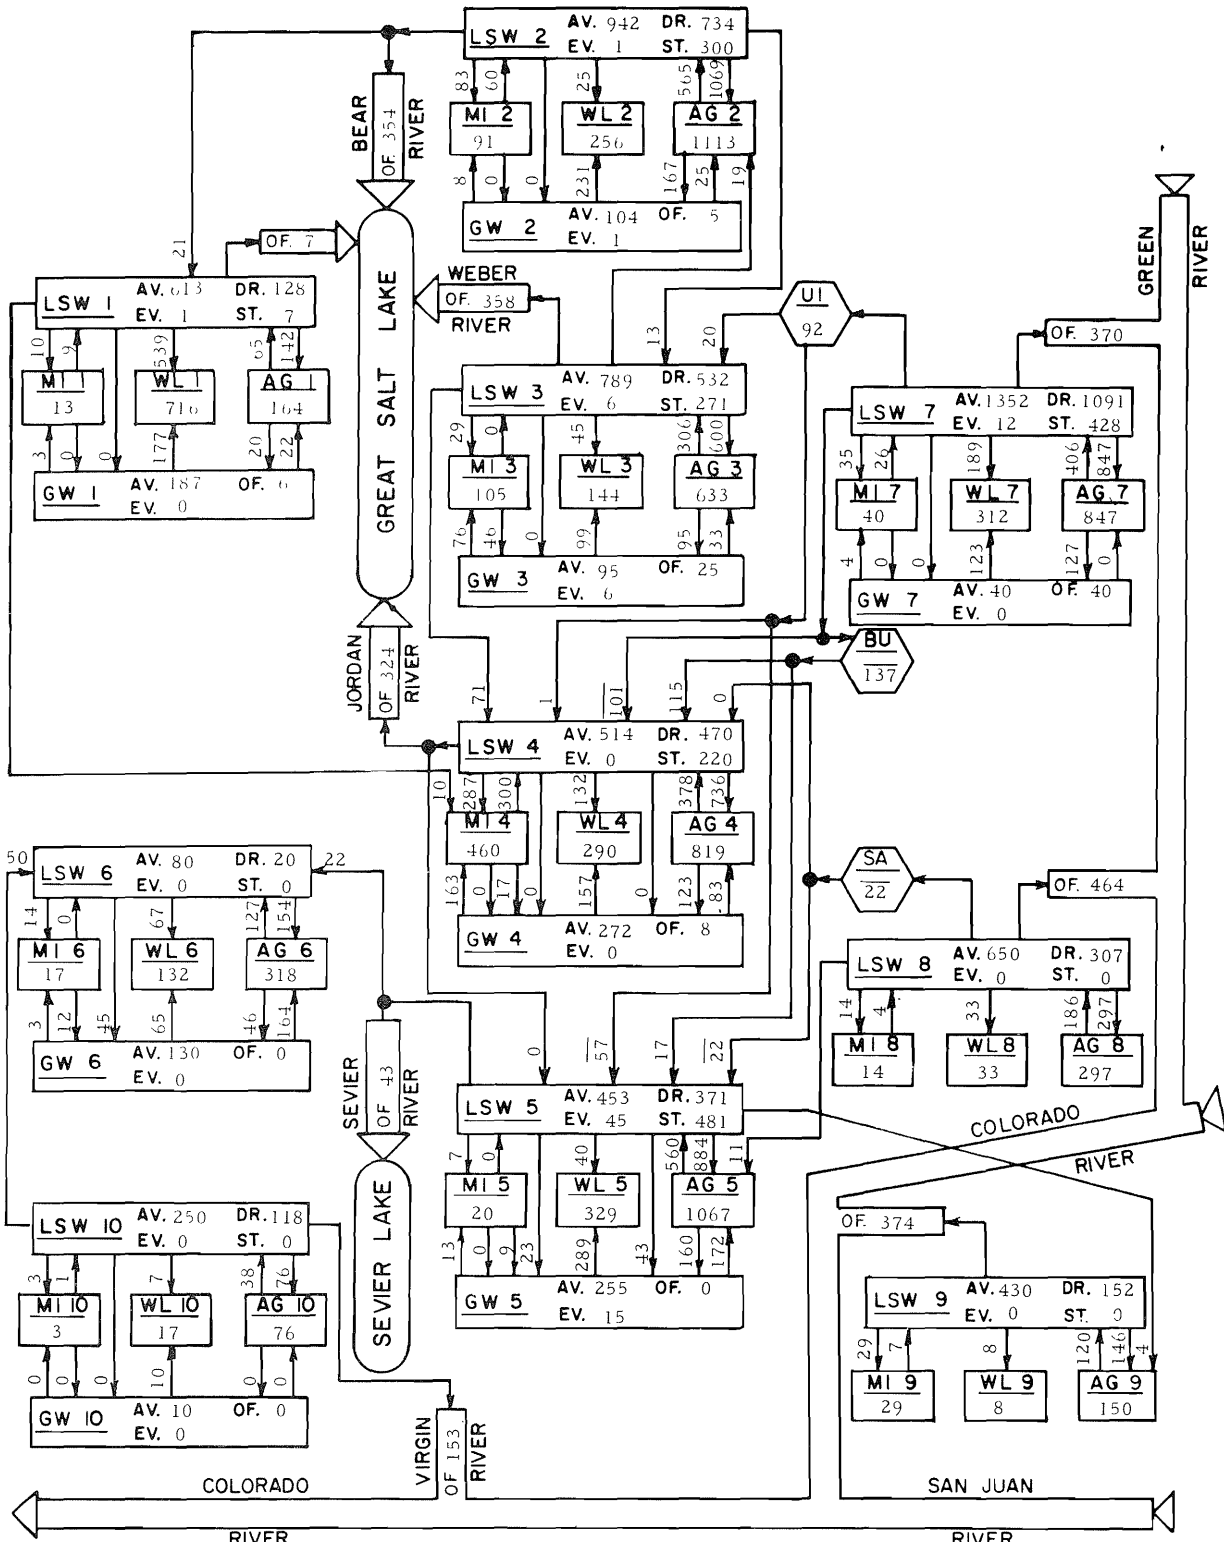 LSW 2 AV. 942 DR. 734
EV. 1 ST. 300
83 60 25 565 1069
MI 2 WL 2 AG 2
91 256 1113
8 0 0 231 167 25 19
GW 2 AV. 104 OF. 5
EV. 1
BEAR
OF. 354
RIVER
21
OF. 7
LSW 1 AV. 613 DR. 128
EV. 1 ST. 7
10 9 539 65 142
MI 1 WL 1 AG 1
13 716 164
3 0 0 177 20 22
GW 1 AV. 187 OF. 6
EV. 0
GREAT SALT LAKE
WEBER
OF. 358
RIVER
13 20
UI
92
LSW 3 AV. 789 DR. 532
EV. 6 ST. 271
29 0 45 306 600
MI 3 WL 3 AG 3
105 144 633
76 46 0 99 95 33
GW 3 AV. 95 OF. 25
EV. 6
GREEN
RIVER
OF. 370
LSW 7 AV. 1352 DR. 1091
EV. 12 ST. 428
35 26 189 406 847
MI 7 WL 7 AG 7
40 312 847
4 0 0 123 127 0
GW 7 AV. 40 OF. 40
EV. 0
BU
137
JORDAN
OF 324
RIVER
71 1 101 115 0
LSW 4 AV. 514 DR. 470
EV. 0 ST. 220
10 287 300 132 378 736
MI 4 WL 4 AG 4
460 290 819
163 0 17 0 157 0 123 83
GW 4 AV. 272 OF. 8
EV. 0
50
LSW 6 AV. 80 DR. 20
EV. 0 ST. 0
22
14 0 67 127 154
MI 6 WL 6 AG 6
17 132 318
3 12 45 65 46 164
GW 6 AV. 130 OF. 0
EV. 0
SA
22
OF. 464
LSW 8 AV. 650 DR. 307
EV. 0 ST. 0
14 4 33 186 297
MI 8 WL 8 AG 8
14 33 297
SEVIER
OF 43
RIVER
SEVIER LAKE
0 57 17 22
LSW 5 AV. 453 DR. 371
EV. 45 ST. 481
7 0 40 560 884 11
MI 5 WL 5 AG 5
20 329 1067
13 0 9 23 289 43 160 172
GW 5 AV. 255 OF. 0
EV. 15
COLORADO
RIVER
OF. 374
LSW 9 AV. 430 DR. 152
EV. 0 ST. 0
29 7 8 120 146 4
MI 9 WL 9 AG 9
29 8 150
LSW 10 AV. 250 DR. 118
EV. 0 ST. 0
3 1 7 38 76
MI 10 WL 10 AG 10
3 17 76
0 0 0 10 0 0
GW 10 AV. 10 OF. 0
EV. 0
VIRGIN
OF 153
RIVER
COLORADO
RIVER
SAN JUAN
RIVER